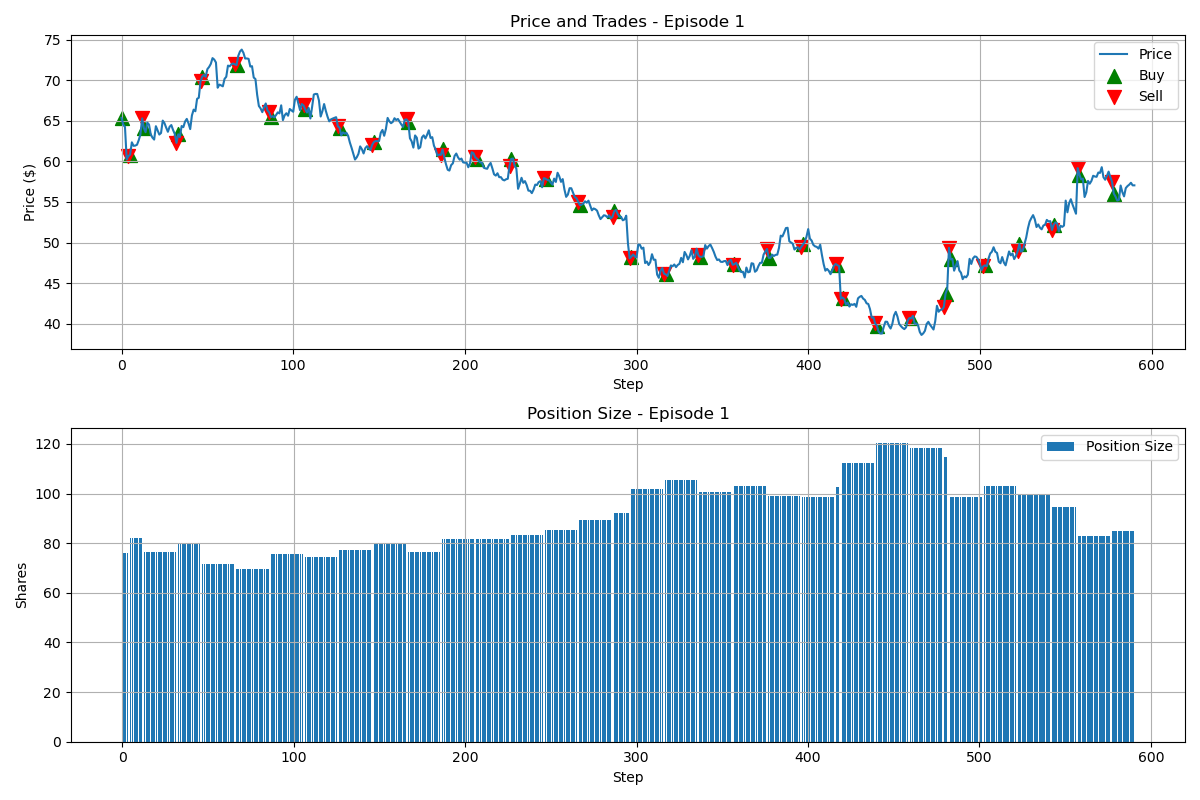 Price and Trades - Episode 1
75
70
65
60
55
50
45
40
Price ($)
Price
Buy
Sell
0 100 200 300 400 500 600
Step
Position Size - Episode 1
120
100
80
60
40
20
0
Shares
Position Size
0 100 200 300 400 500 600
Step